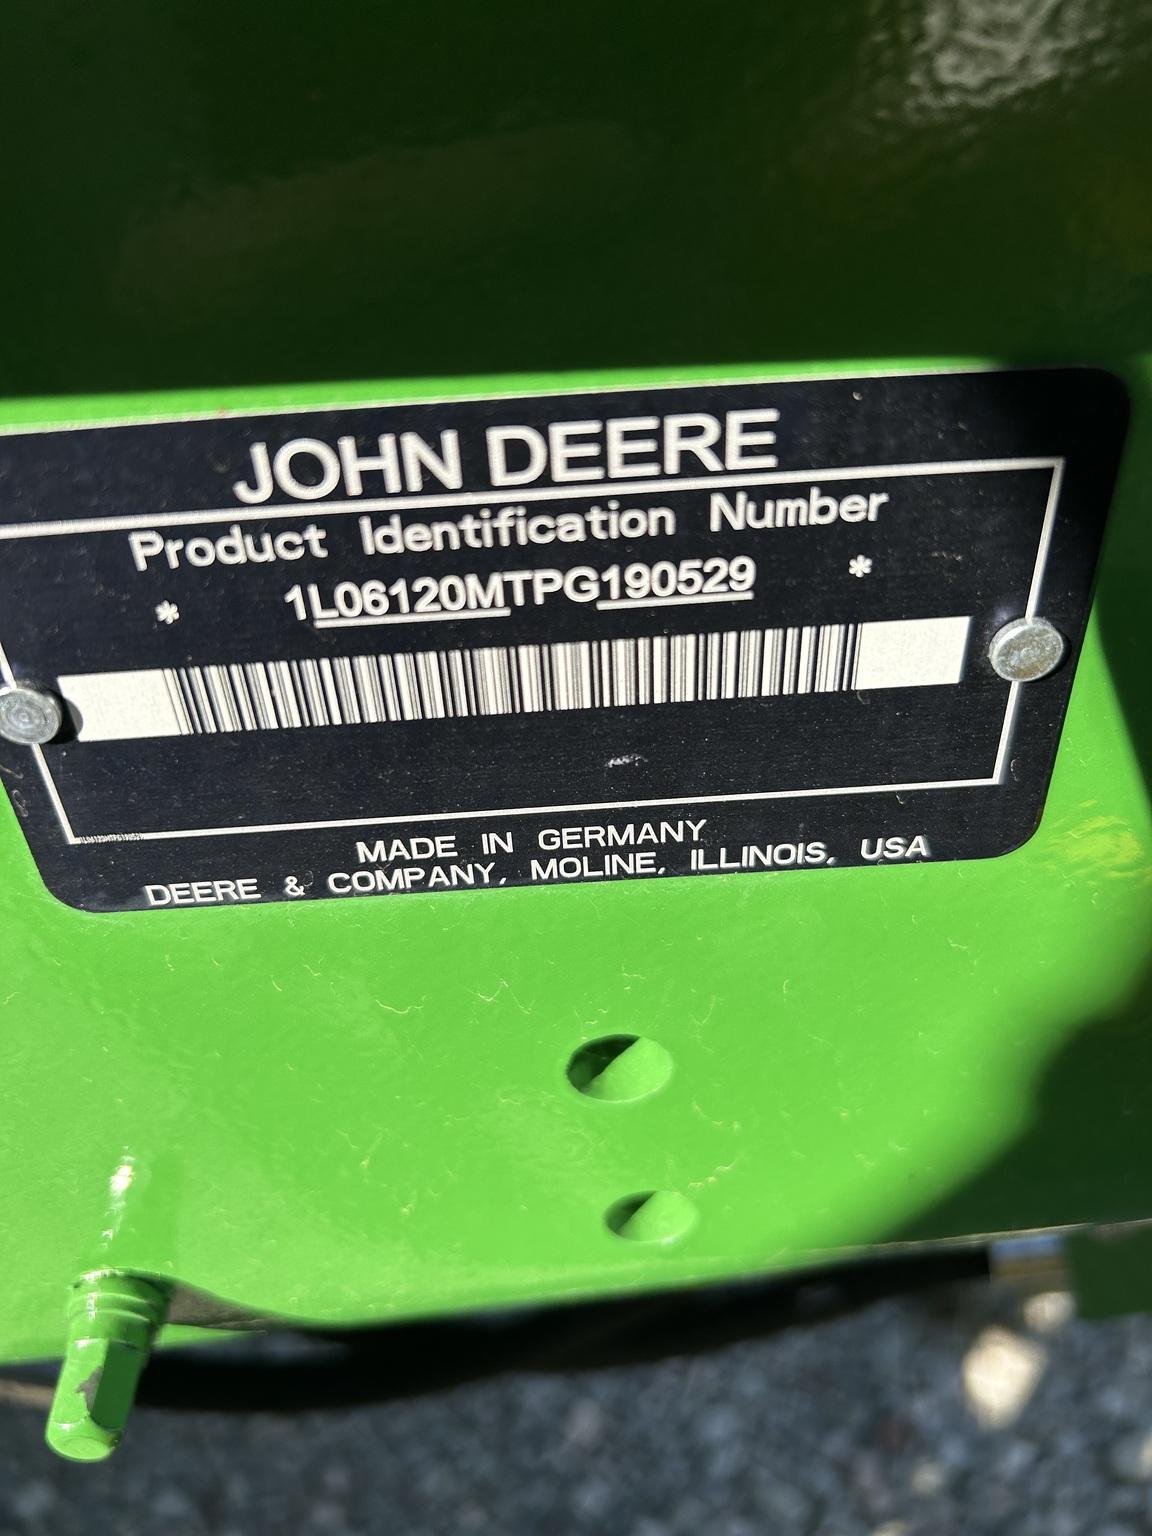 JOHN DEERE
Product Identification Number
* 1L06120MTPG190529 *
MADE IN GERMANY
DEERE & COMPANY, MOLINE, ILLINOIS, USA